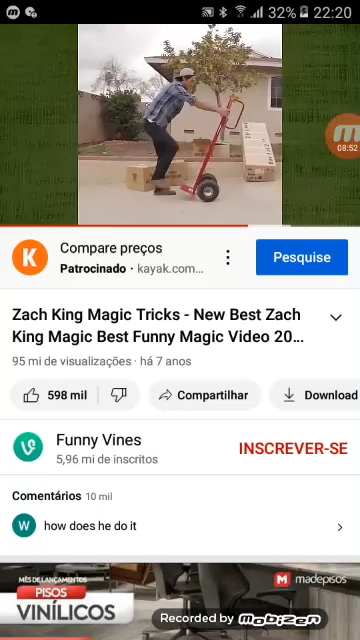 32% 22:20
08:52
K
Compare preços
Patrocinado · kayak.com...
Pesquise
Zach King Magic Tricks - New Best Zach
King Magic Best Funny Magic Video 20...
95 mi de visualizações · há 7 anos
598 mil
Compartilhar
Download
Funny Vines
5,96 mi de inscritos
INSCREVER-SE
Comentários 10 mil
W
how does he do it
MÊS DE LANÇAMENTOS
PISOS
VINÍLICOS
madepisos
Recorded by Mobizen